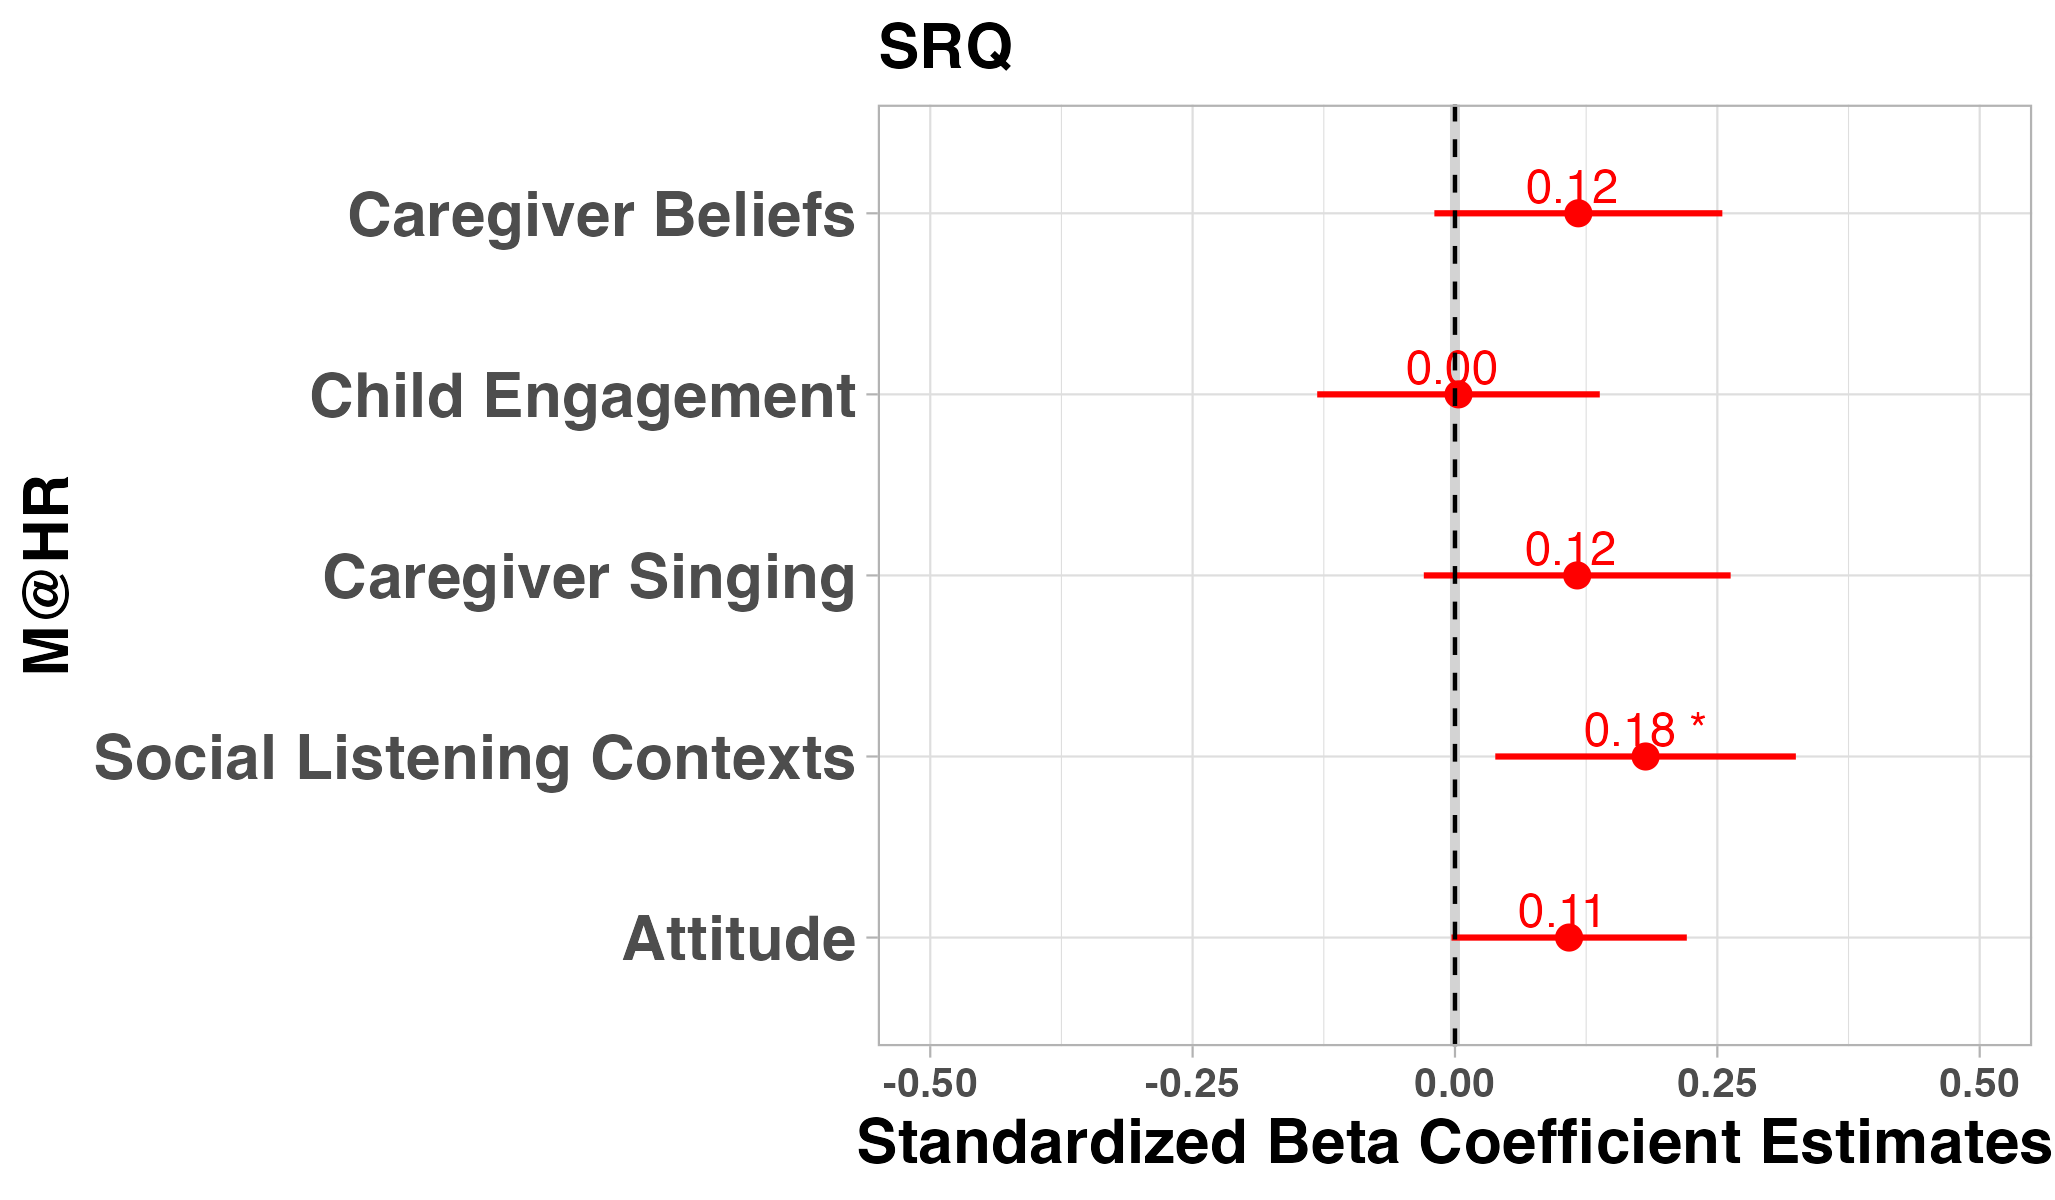 SRQ
M@HR
Caregiver Beliefs
0.12
Child Engagement
0.00
Caregiver Singing
0.12
Social Listening Contexts
0.18 *
Attitude
0.11
-0.50 -0.25 0.00 0.25 0.50
Standardized Beta Coefficient Estimates